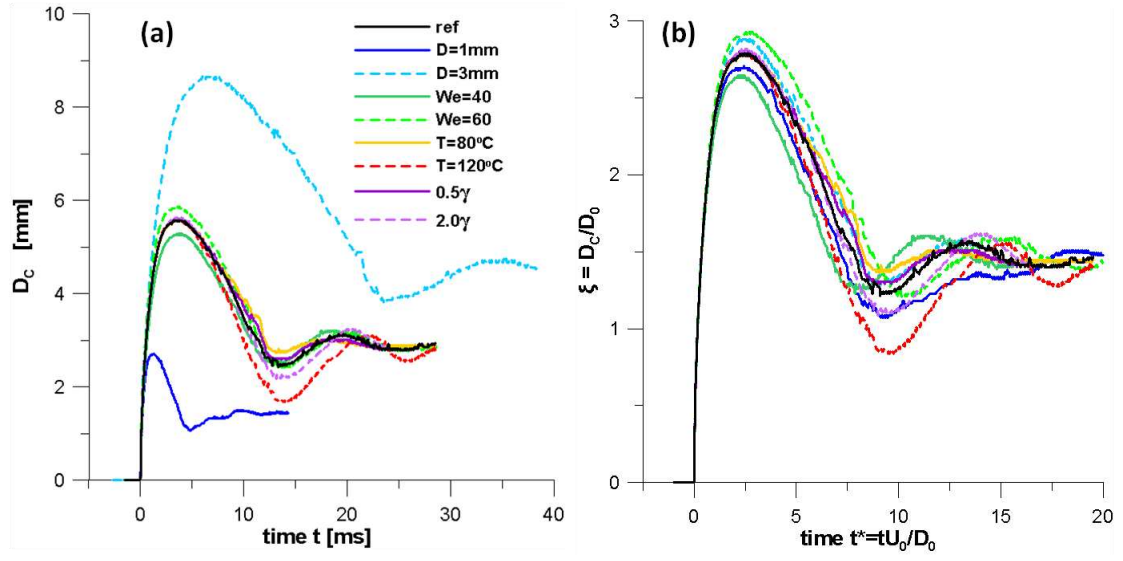 (a)
ref
D=1mm
D=3mm
We=40
We=60
T=80ºC
T=120ºC
0.5γ
2.0γ
10
8
6
4
2
0
D_C [mm]
0
10
20
30
40
time t [ms]
(b)
3
2
1
0
ξ = D_C/D_0
0
5
10
15
20
time t*=tU_0/D_0